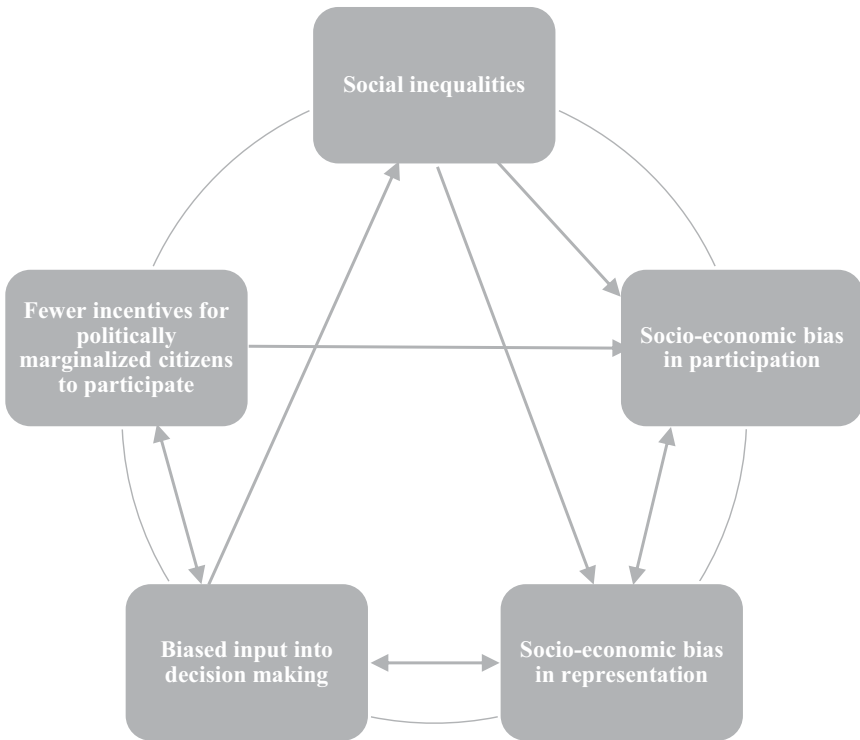 Social inequalities
Fewer incentives for
politically
marginalized citizens
to participate
Socio-economic bias
in participation
Biased input into
decision making
Socio-economic bias
in representation